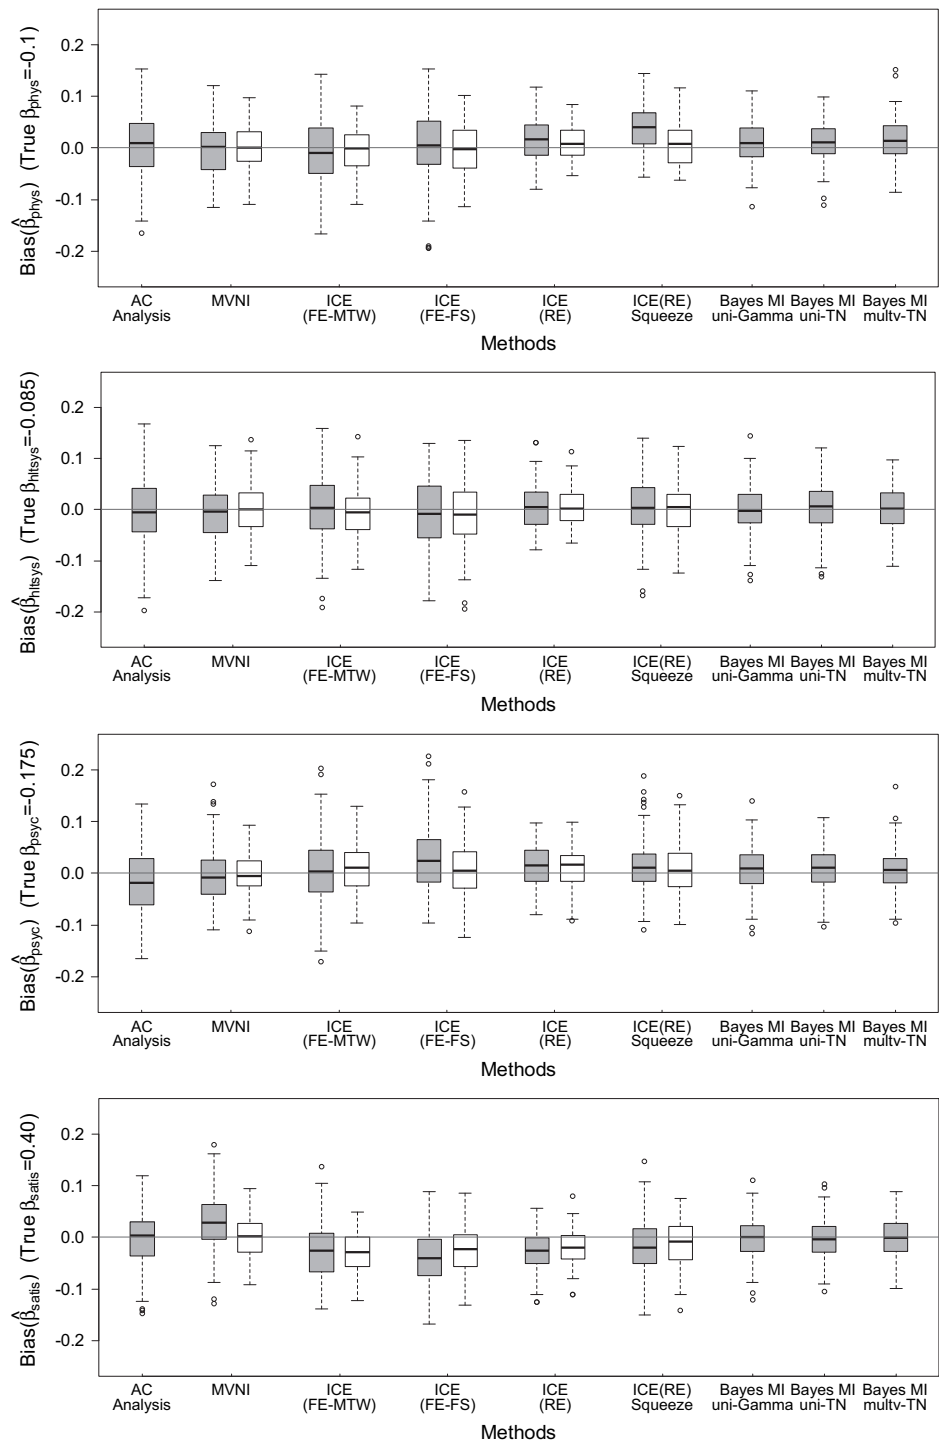 Bias(β̂phys) (True βphys=-0.1)
0.2
0.1
0.0
-0.1
-0.2
AC MVNI ICE ICE ICE ICE(RE) Bayes MI Bayes MI Bayes MI
Analysis (FE-MTW) (FE-FS) (RE) Squeeze uni-Gamma uni-TN multv-TN
Methods
Bias(β̂hltsys) (True βhltsys=-0.085)
0.2
0.1
0.0
-0.1
-0.2
AC MVNI ICE ICE ICE ICE(RE) Bayes MI Bayes MI Bayes MI
Analysis (FE-MTW) (FE-FS) (RE) Squeeze uni-Gamma uni-TN multv-TN
Methods
Bias(β̂psyc) (True βpsyc=-0.175)
0.2
0.1
0.0
-0.1
-0.2
AC MVNI ICE ICE ICE ICE(RE) Bayes MI Bayes MI Bayes MI
Analysis (FE-MTW) (FE-FS) (RE) Squeeze uni-Gamma uni-TN multv-TN
Methods
Bias(β̂satis) (True βsatis=0.40)
0.2
0.1
0.0
-0.1
-0.2
AC MVNI ICE ICE ICE ICE(RE) Bayes MI Bayes MI Bayes MI
Analysis (FE-MTW) (FE-FS) (RE) Squeeze uni-Gamma uni-TN multv-TN
Methods